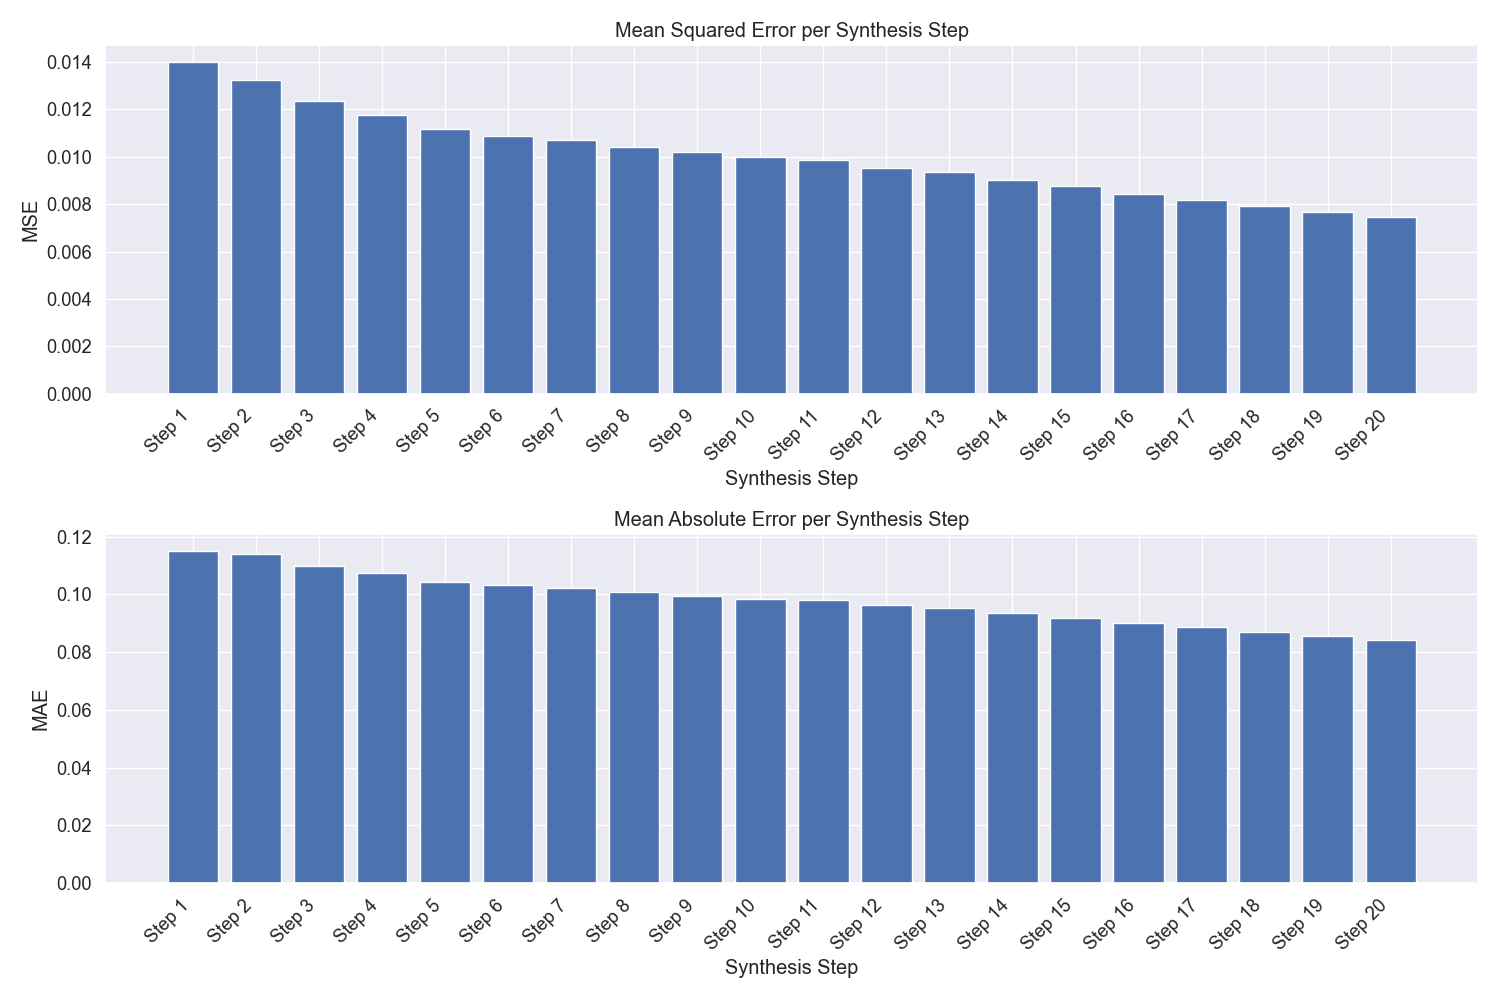 Mean Squared Error per Synthesis Step
0.014
0.012
0.010
0.008
0.006
0.004
0.002
0.000
MSE
Step 1
Step 2
Step 3
Step 4
Step 5
Step 6
Step 7
Step 8
Step 9
Step 10
Step 11
Step 12
Step 13
Step 14
Step 15
Step 16
Step 17
Step 18
Step 19
Step 20
Synthesis Step
Mean Absolute Error per Synthesis Step
0.12
0.10
0.08
0.06
0.04
0.02
0.00
MAE
Step 1
Step 2
Step 3
Step 4
Step 5
Step 6
Step 7
Step 8
Step 9
Step 10
Step 11
Step 12
Step 13
Step 14
Step 15
Step 16
Step 17
Step 18
Step 19
Step 20
Synthesis Step